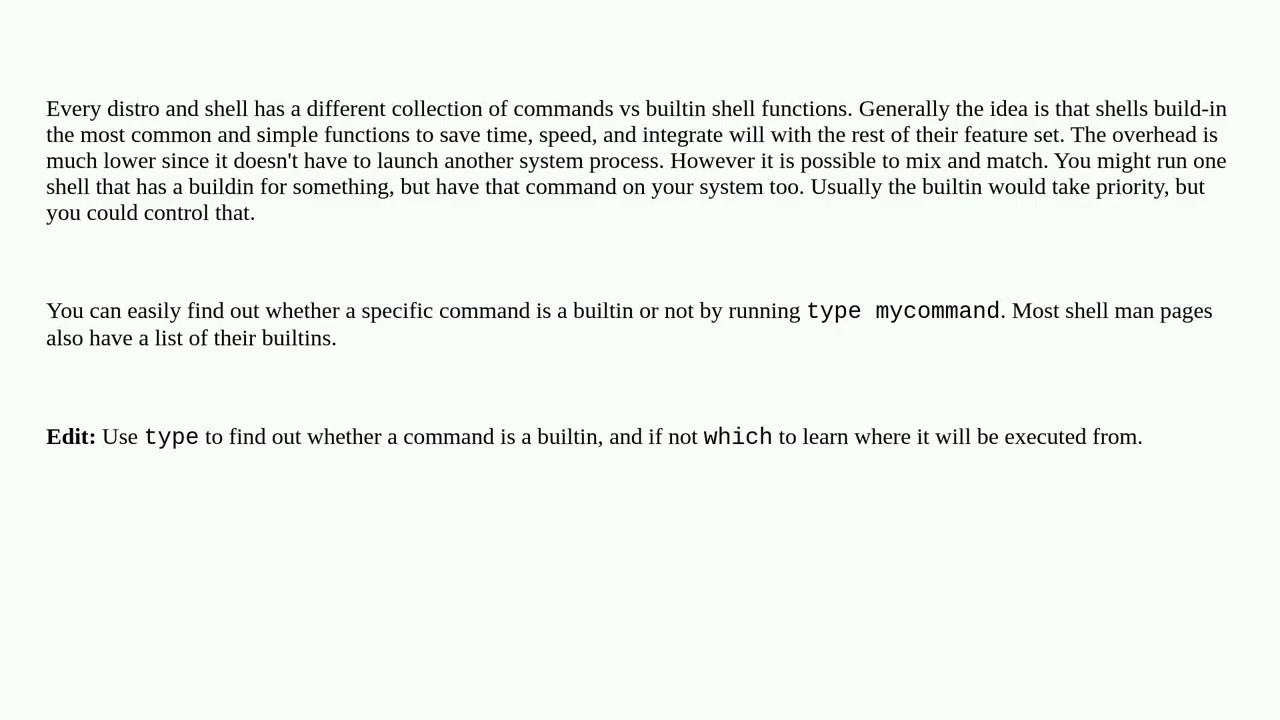 Every distro and shell has a different collection of commands vs builtin shell functions. Generally the idea is that shells build-in
the most common and simple functions to save time, speed, and integrate will with the rest of their feature set. The overhead is
much lower since it doesn't have to launch another system process. However it is possible to mix and match. You might run one
shell that has a buildin for something, but have that command on your system too. Usually the builtin would take priority, but
you could control that.
You can easily find out whether a specific command is a builtin or not by running type mycommand. Most shell man pages
also have a list of their builtins.
Edit: Use type to find out whether a command is a builtin, and if not which to learn where it will be executed from.